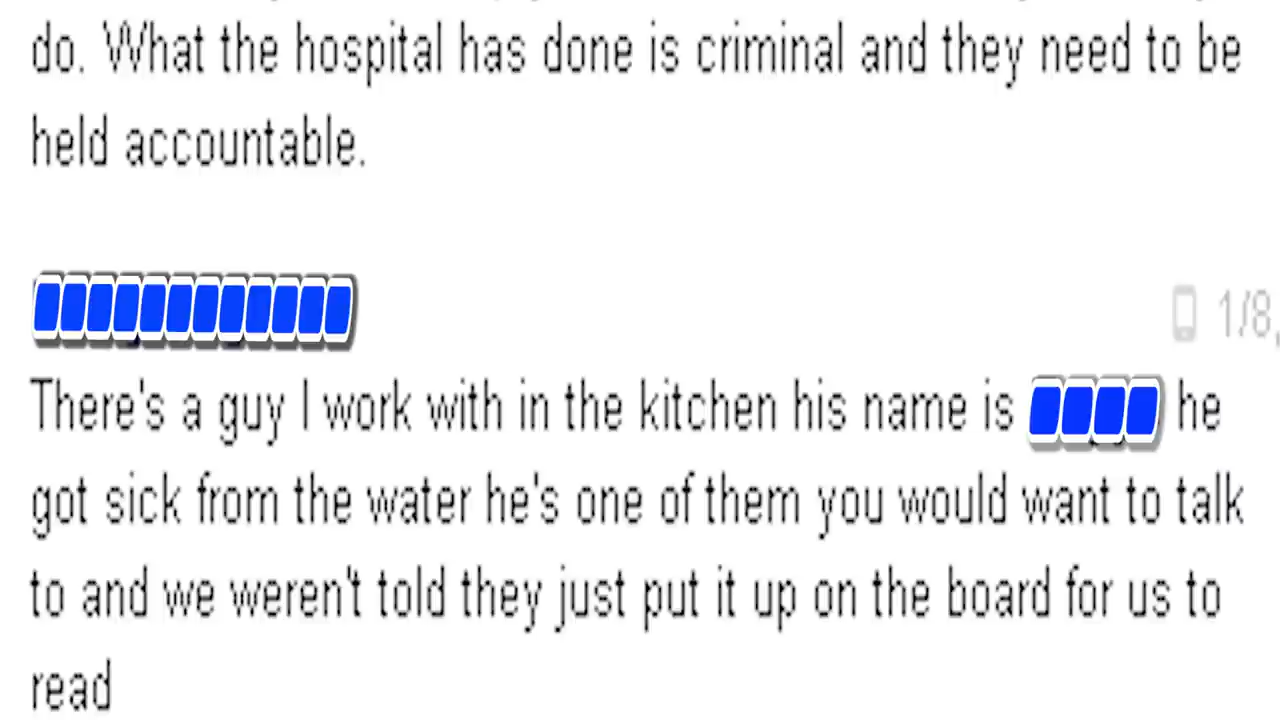 do. What the hospital has done is criminal and they need to be
held accountable.
1/8,
There's a guy I work with in the kitchen his name is he
got sick from the water he's one of them you would want to talk
to and we weren't told they just put it up on the board for us to
read